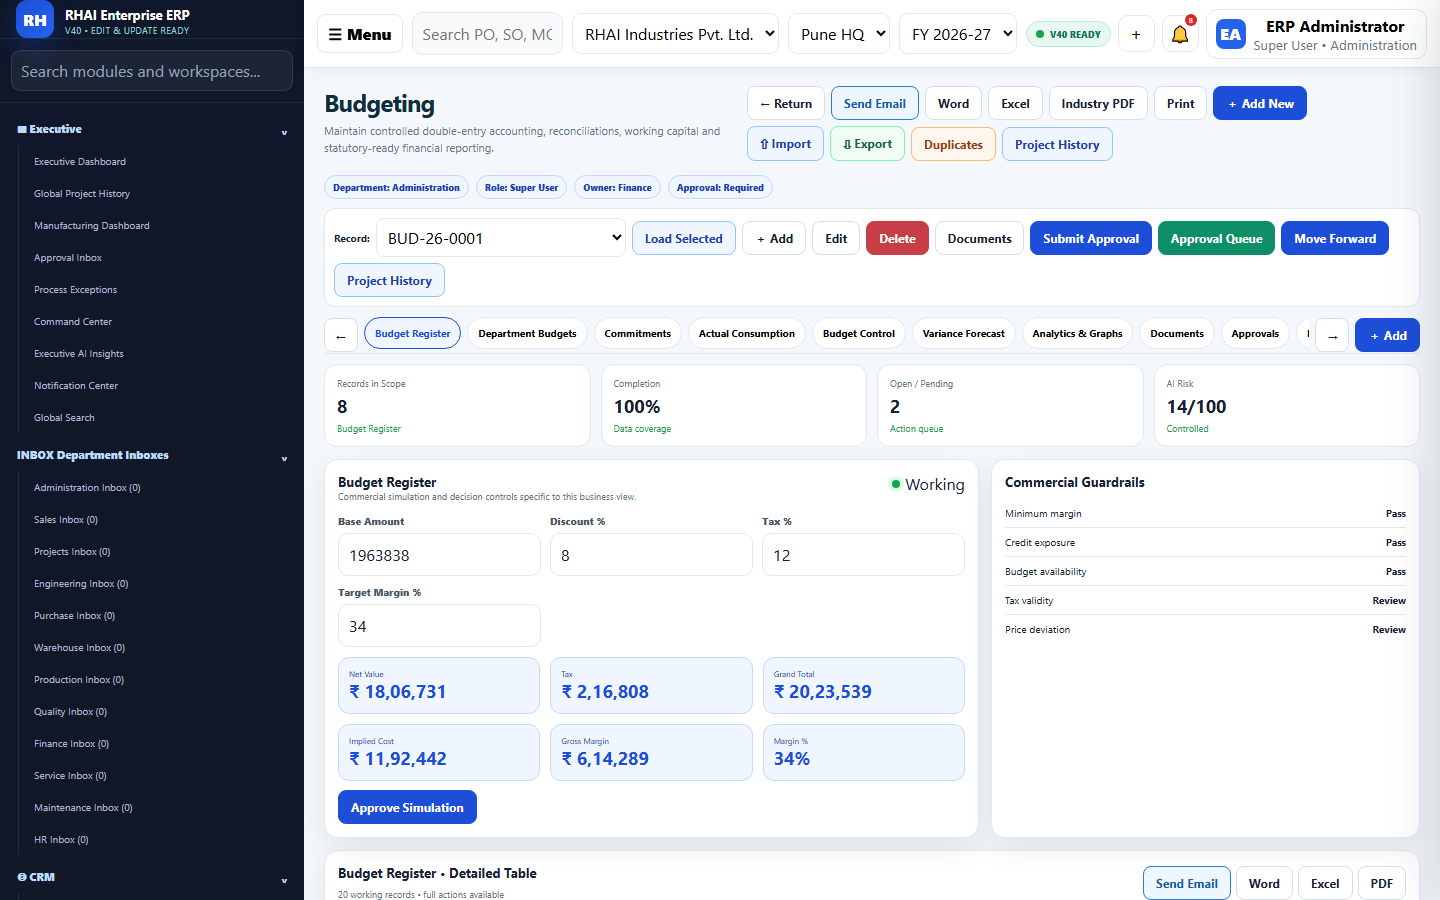 RH
RHAI Enterprise ERP
V40 • EDIT & UPDATE READY
Search modules and workspaces...
Executive
Executive Dashboard
Global Project History
Manufacturing Dashboard
Approval Inbox
Process Exceptions
Command Center
Executive AI Insights
Notification Center
Global Search
INBOX Department Inboxes
Administration Inbox (0)
Sales Inbox (0)
Projects Inbox (0)
Engineering Inbox (0)
Purchase Inbox (0)
Warehouse Inbox (0)
Production Inbox (0)
Quality Inbox (0)
Finance Inbox (0)
Service Inbox (0)
Maintenance Inbox (0)
HR Inbox (0)
CRM
☰ Menu
Search PO, SO, MO
RHAI Industries Pvt. Ltd.
Pune HQ
FY 2026-27
V40 READY
+
8
EA
ERP Administrator
Super User • Administration
Budgeting
Maintain controlled double-entry accounting, reconciliations, working capital and
statutory-ready financial reporting.
← Return
Send Email
Word
Excel
Industry PDF
Print
+ Add New
⇧ Import
⇩ Export
Duplicates
Project History
Department: Administration
Role: Super User
Owner: Finance
Approval: Required
Record:
BUD-26-0001
Load Selected
+ Add
Edit
Delete
Documents
Submit Approval
Approval Queue
Move Forward
Project History
←
Budget Register
Department Budgets
Commitments
Actual Consumption
Budget Control
Variance Forecast
Analytics & Graphs
Documents
Approvals
→
+ Add
Records in Scope
8
Budget Register
Completion
100%
Data coverage
Open / Pending
2
Action queue
AI Risk
14/100
Controlled
Budget Register
Commercial simulation and decision controls specific to this business view.
Working
Base Amount
1963838
Discount %
8
Tax %
12
Target Margin %
34
Net Value
₹ 18,06,731
Tax
₹ 2,16,808
Grand Total
₹ 20,23,539
Implied Cost
₹ 11,92,442
Gross Margin
₹ 6,14,289
Margin %
34%
Approve Simulation
Commercial Guardrails
Minimum margin Pass
Credit exposure Pass
Budget availability Pass
Tax validity Review
Price deviation Review
Budget Register • Detailed Table
20 working records • full actions available
Send Email
Word
Excel
PDF